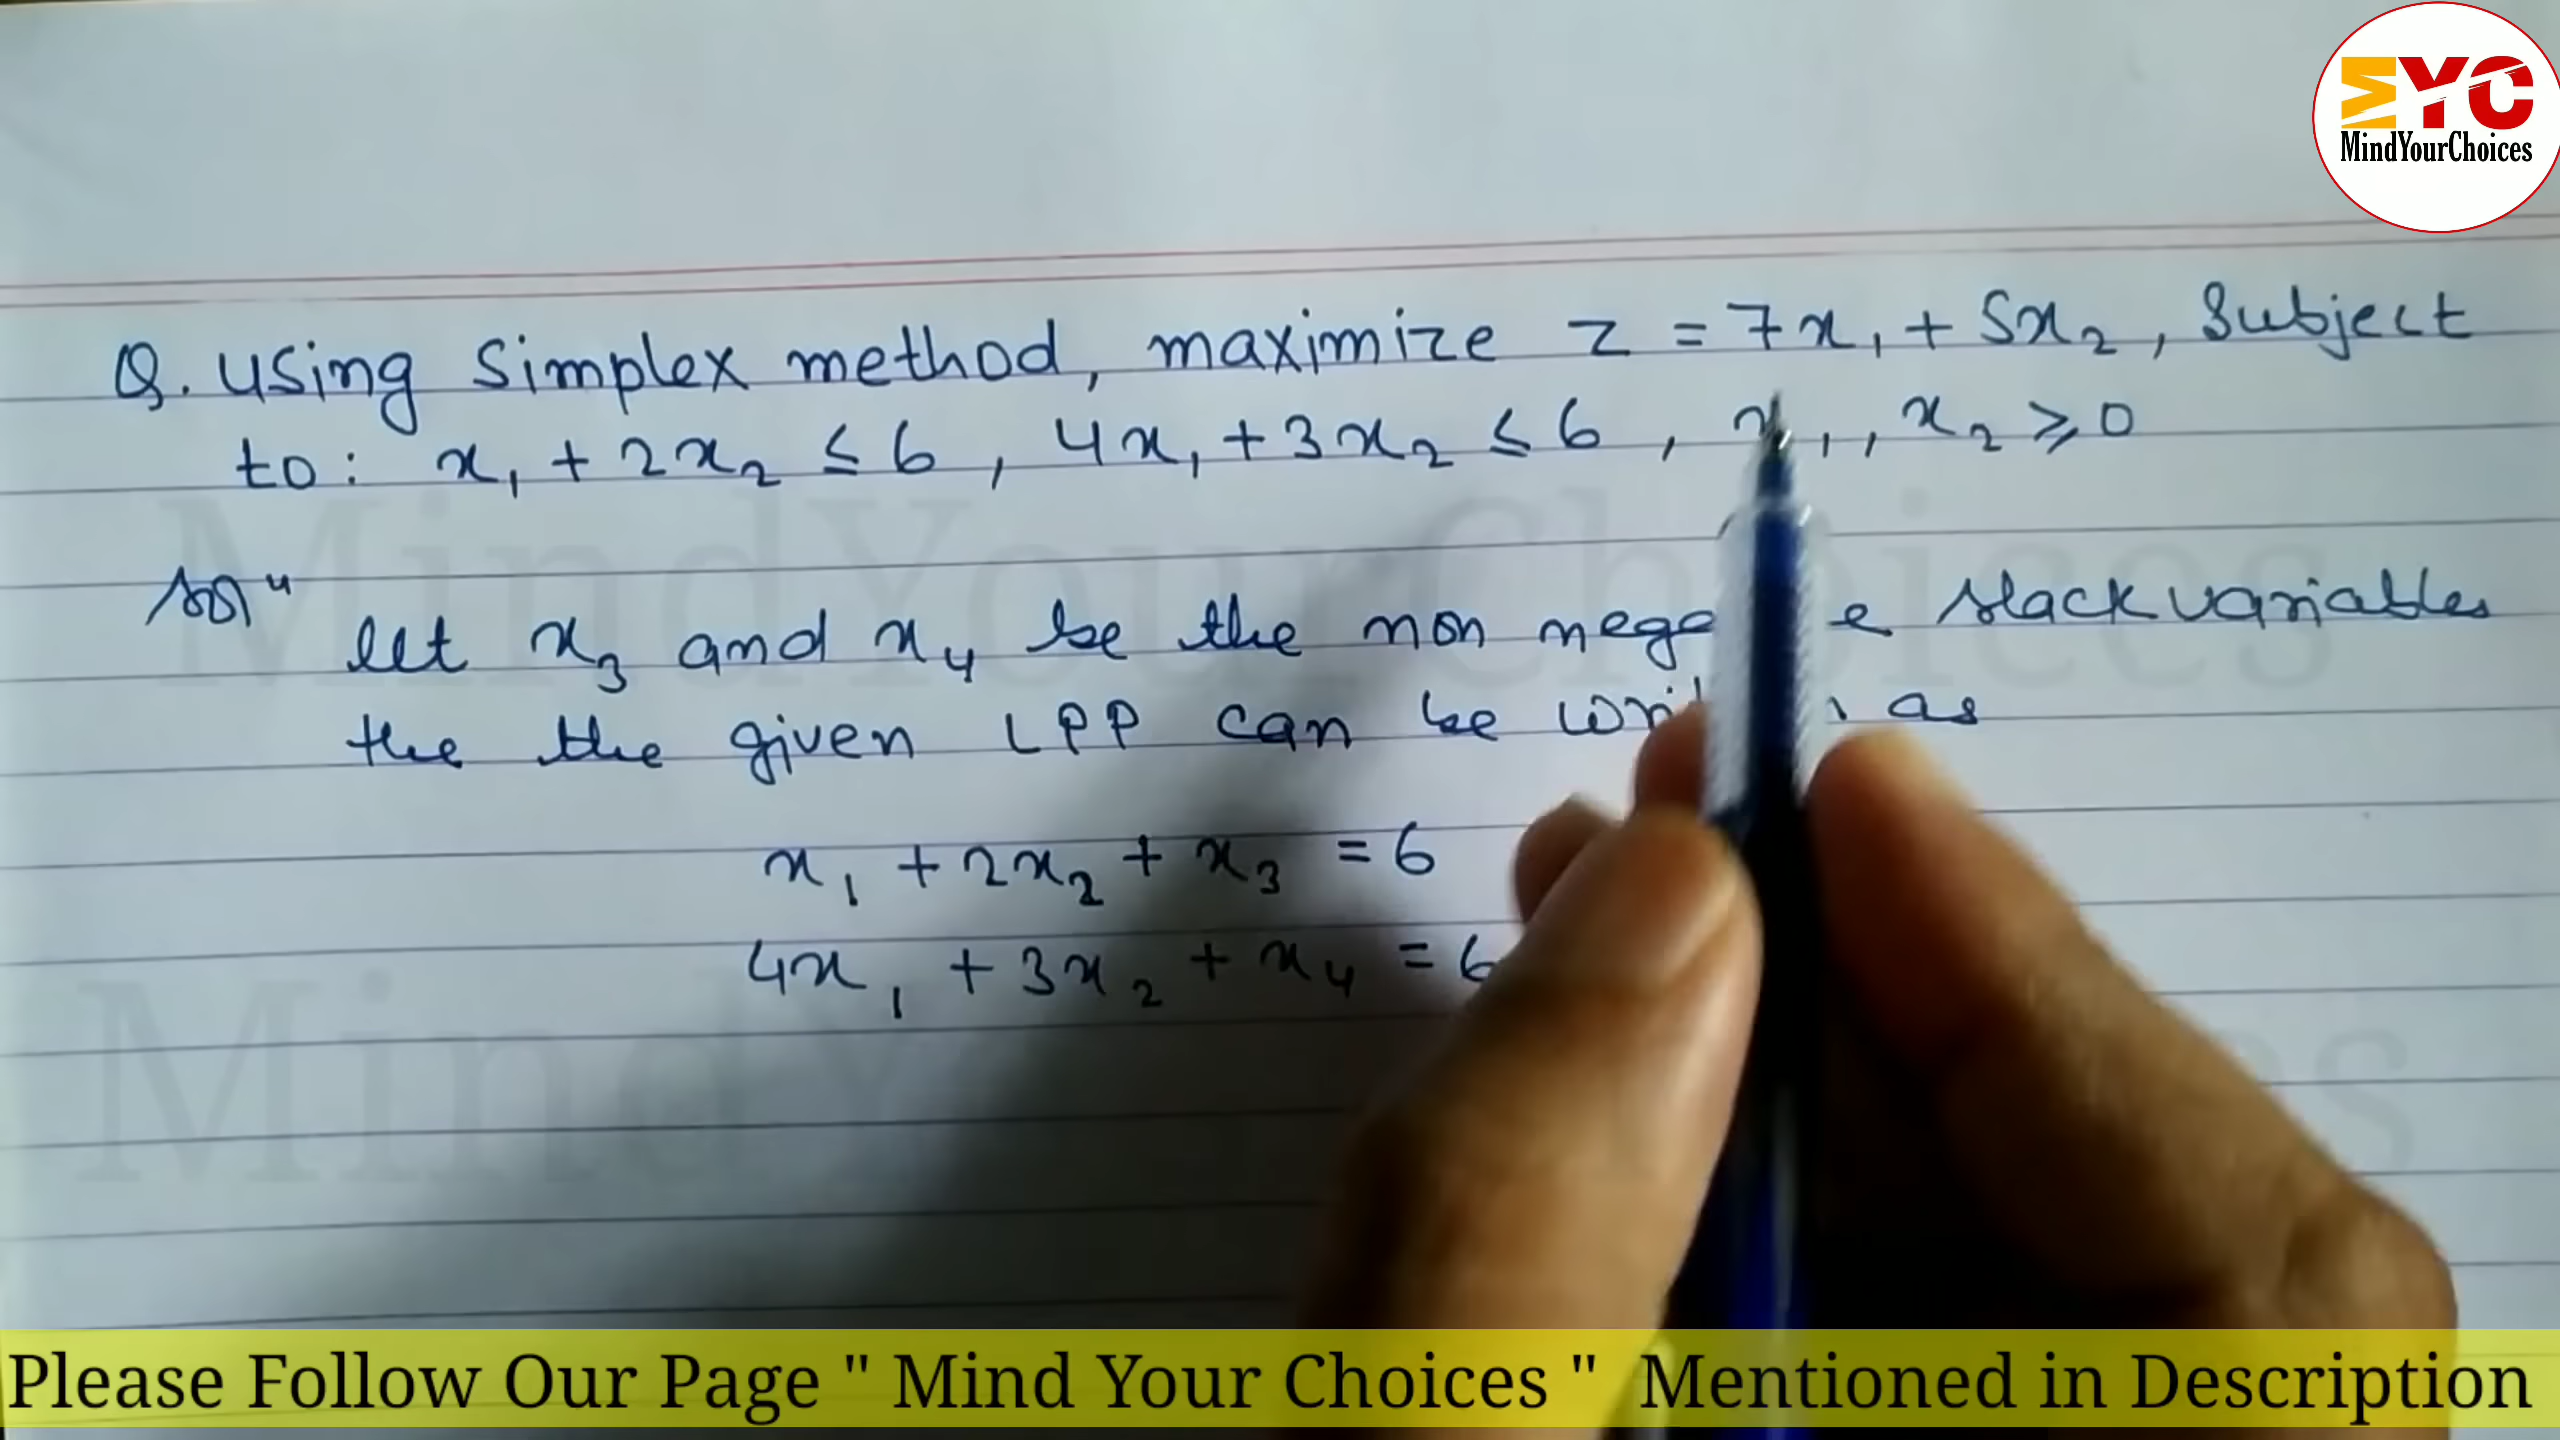 MYC
MindYourChoices
Q. Using Simplex method, maximize z = 7x₁ + 5x₂, Subject
to: x₁ + 2x₂ ≤ 6, 4x₁ + 3x₂ ≤ 6, x₁, x₂ ≥ 0
MindYourChoices
Solⁿ
let x₃ and x₄ be the non slack variables
the the given LPP can be as
x₁ + 2x₂ + x₃ = 6
4x₁ + 3x₂ + x₄ = 6
Please Follow Our Page " Mind Your Choices " Mentioned in Description